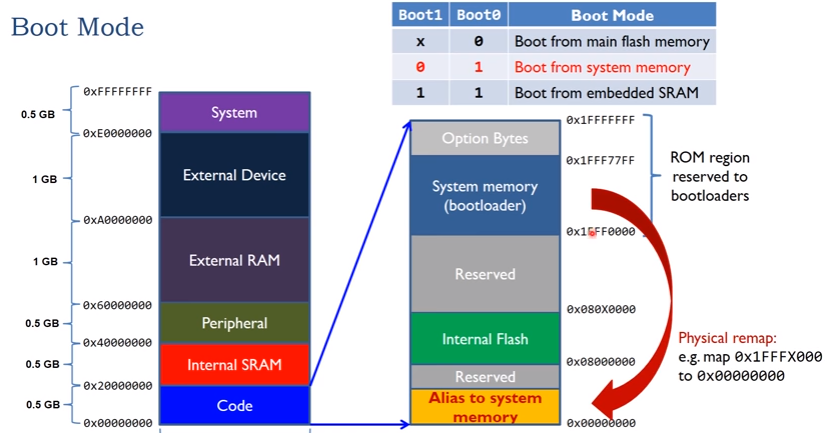 Boot Mode
Boot1 Boot0 Boot Mode
x 0 Boot from main flash memory
0 1 Boot from system memory
1 1 Boot from embedded SRAM
0xFFFFFFFF
0.5 GB
System
0xE0000000
1 GB
External Device
0xA0000000
1 GB
External RAM
0x60000000
0.5 GB
Peripheral
0x40000000
0.5 GB
Internal SRAM
0x20000000
0.5 GB
Code
0x00000000
0x1FFFFFFF
Option Bytes
0x1FFF77FF
System memory
(bootloader)
0x1FFF0000
Reserved
0x080X0000
Internal Flash
0x08000000
Reserved
Alias to system
memory
0x00000000
ROM region
reserved to
bootloaders
Physical remap:
e.g. map 0x1FFFX000
to 0x00000000